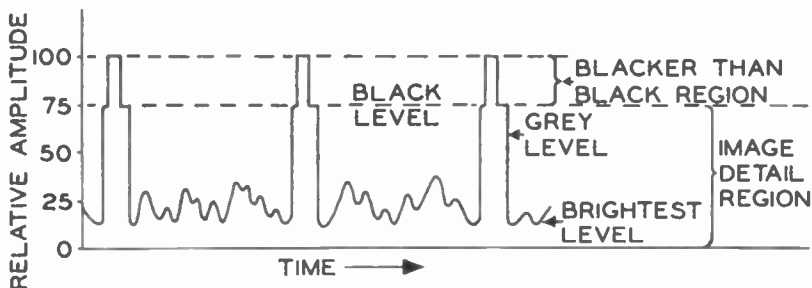 RELATIVE AMPLITUDE
100
75
50
25
0
BLACK
LEVEL
BLACKER THAN
BLACK REGION
GREY
LEVEL
IMAGE
DETAIL
REGION
BRIGHTEST
LEVEL
TIME